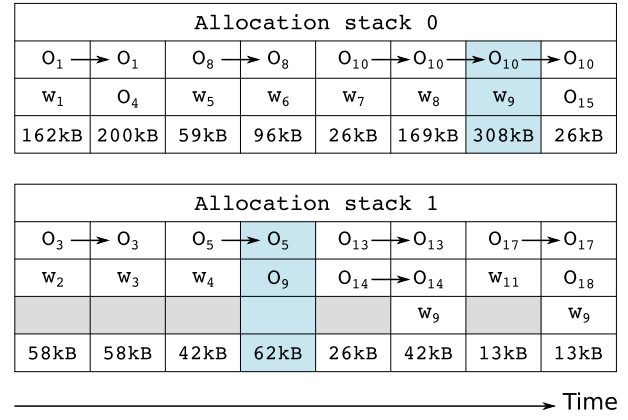 Allocation stack 0
O₁ O₁ O₈ O₈ O₁₀ O₁₀ O₁₀ O₁₀
w₁ O₄ w₅ w₆ w₇ w₈ w₉ O₁₅
162kB 200kB 59kB 96kB 26kB 169kB 308kB 26kB
Allocation stack 1
O₃ O₃ O₅ O₅ O₁₃ O₁₃ O₁₇ O₁₇
w₂ w₃ w₄ O₉ O₁₄ O₁₄ w₁₁ O₁₈
w₉ w₉
58kB 58kB 42kB 62kB 26kB 42kB 13kB 13kB
Time